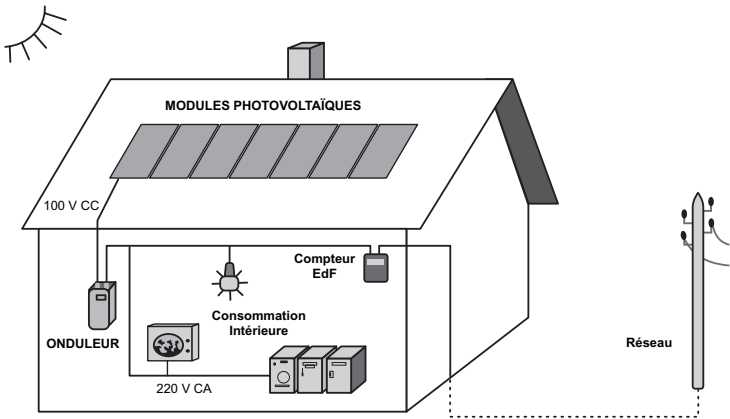 MODULES PHOTOVOLTAÏQUES
100 V CC
Compteur
EdF
Consommation
Intérieure
ONDULEUR
Réseau
220 V CA